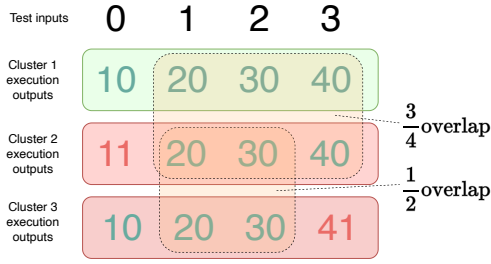 Test inputs 0 1 2 3
Cluster 1
execution
outputs
10 20 30 40
3/4 overlap
Cluster 2
execution
outputs
11 20 30 40
1/2 overlap
Cluster 3
execution
outputs
10 20 30 41